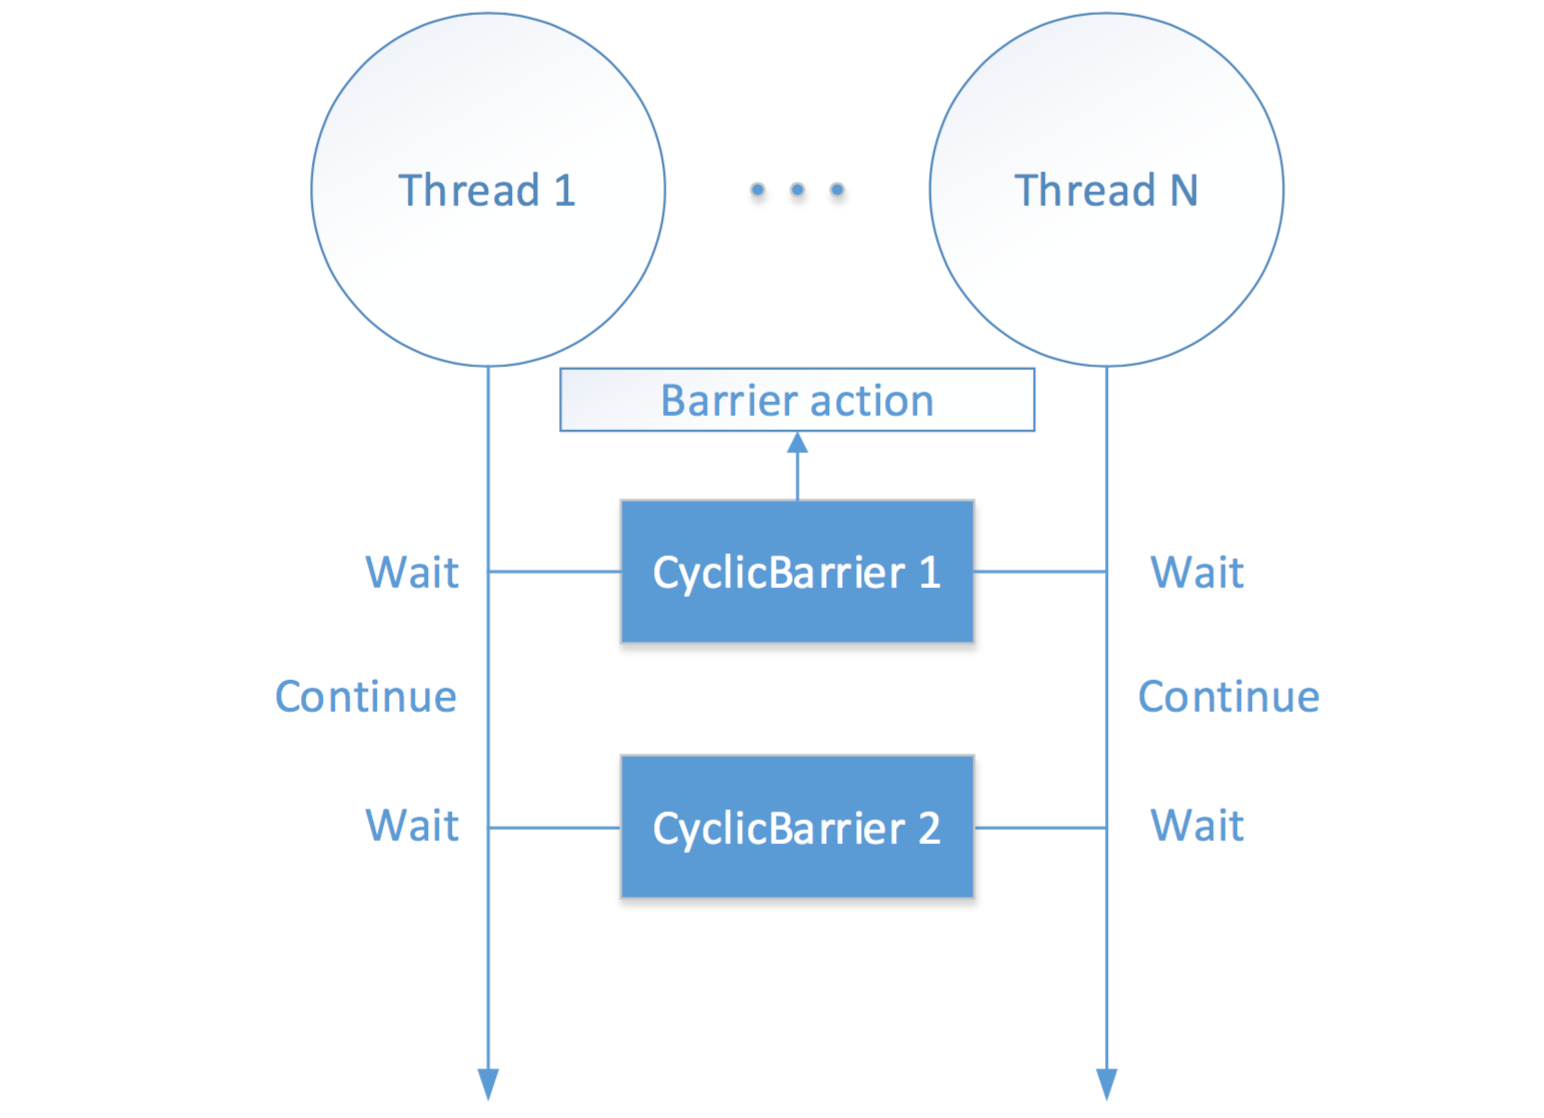 Thread 1
Thread N
Barrier action
Wait
CyclicBarrier 1
Wait
Continue
Continue
Wait
CyclicBarrier 2
Wait